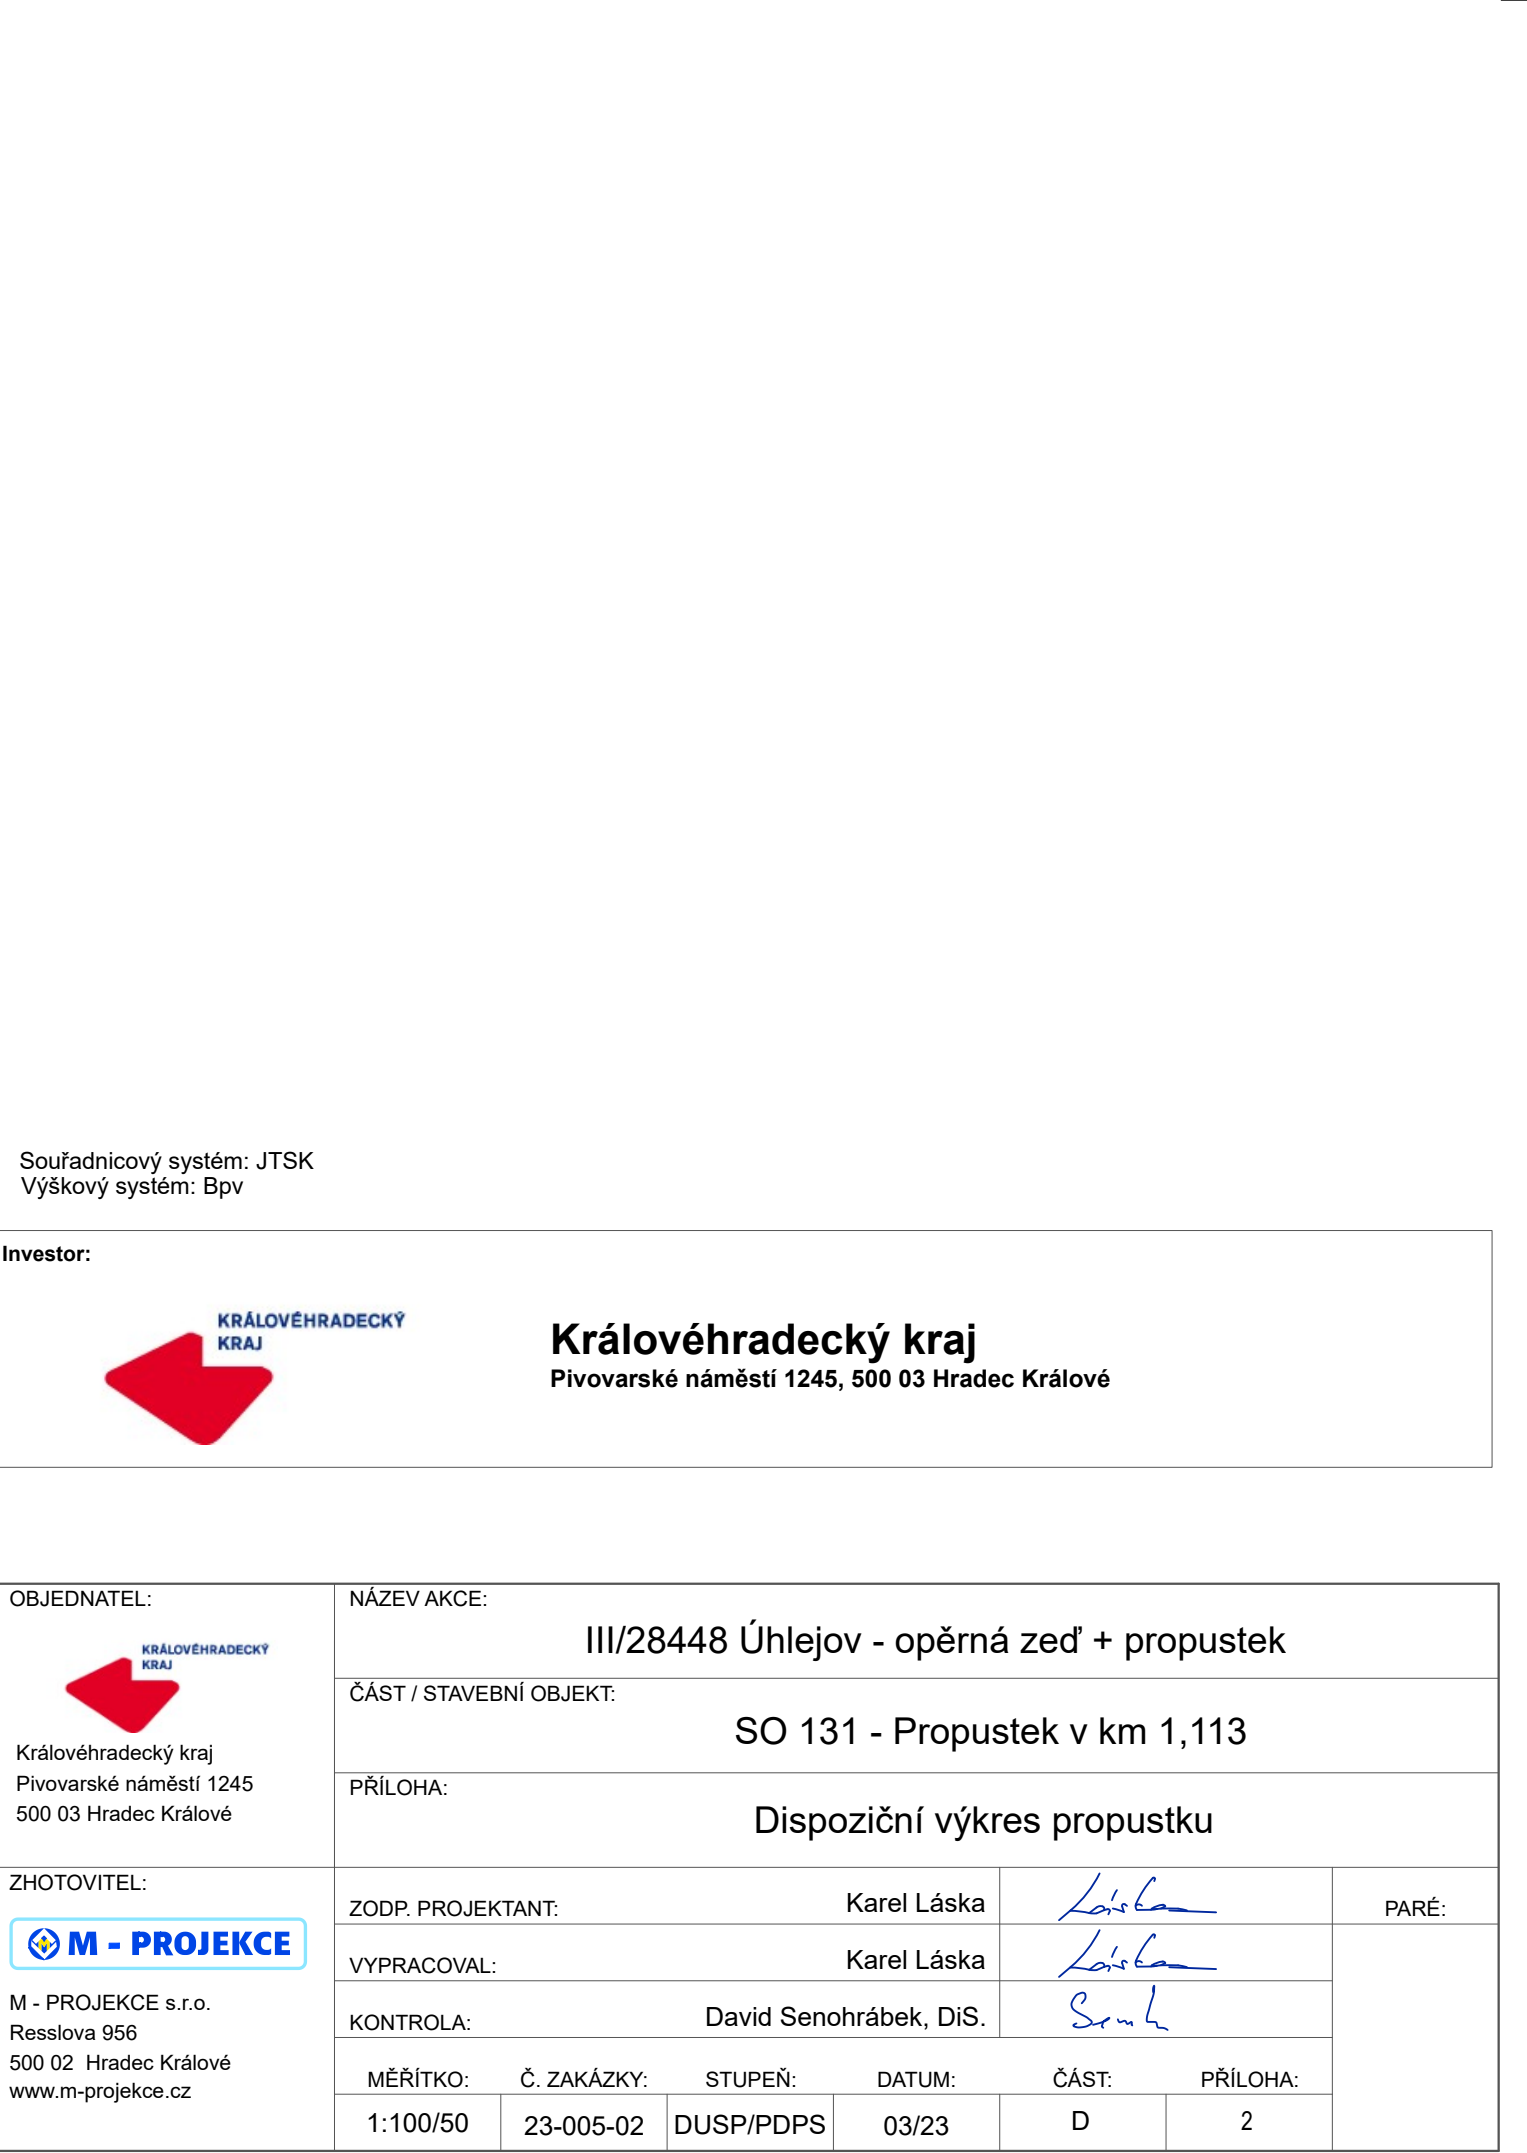 Souřadnicový systém: JTSK
Výškový systém: Bpv
Investor:
KRÁLOVÉHRADECKÝ
KRAJ
Královéhradecký kraj
Pivovarské náměstí 1245, 500 03 Hradec Králové
OBJEDNATEL:
KRÁLOVÉHRADECKÝ
KRAJ
Královéhradecký kraj
Pivovarské náměstí 1245
500 03 Hradec Králové
NÁZEV AKCE:
III/28448 Úhlejov - opěrná zeď + propustek
ČÁST / STAVEBNÍ OBJEKT:
SO 131 - Propustek v km 1,113
PŘÍLOHA:
Dispoziční výkres propustku
ZHOTOVITEL:
M - PROJEKCE
M - PROJEKCE s.r.o.
Resslova 956
500 02 Hradec Králové
www.m-projekce.cz
ZODP. PROJEKTANT: Karel Láska Láska
VYPRACOVAL: Karel Láska Láska
KONTROLA: David Senohrábek, DiS.
PARÉ:
MĚŘÍTKO: Č. ZAKÁZKY: STUPEŇ: DATUM: ČÁST: PŘÍLOHA:
1:100/50 23-005-02 DUSP/PDPS 03/23 D 2